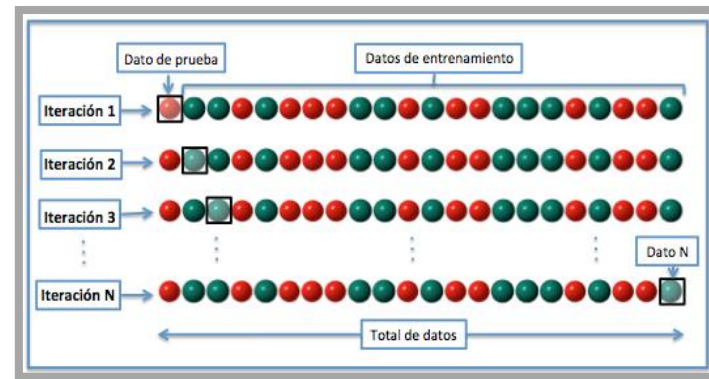 Dato de prueba
Datos de entrenamiento
Iteración 1
Iteración 2
Iteración 3
Dato N
Iteración N
Total de datos